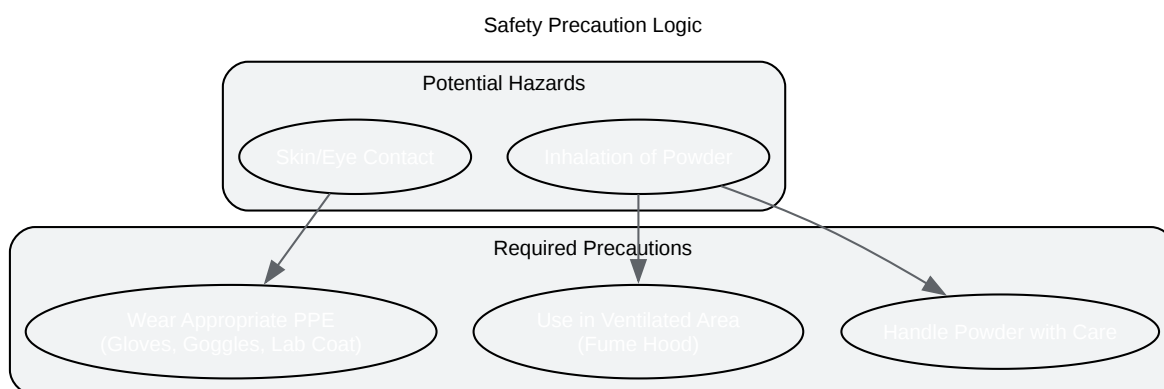 Safety Precaution Logic
Potential Hazards
Skin/Eye Contact
Inhalation of Powder
Required Precautions
Wear Appropriate PPE
(Gloves, Goggles, Lab Coat)
Use in Ventilated Area
(Fume Hood)
Handle Powder with Care